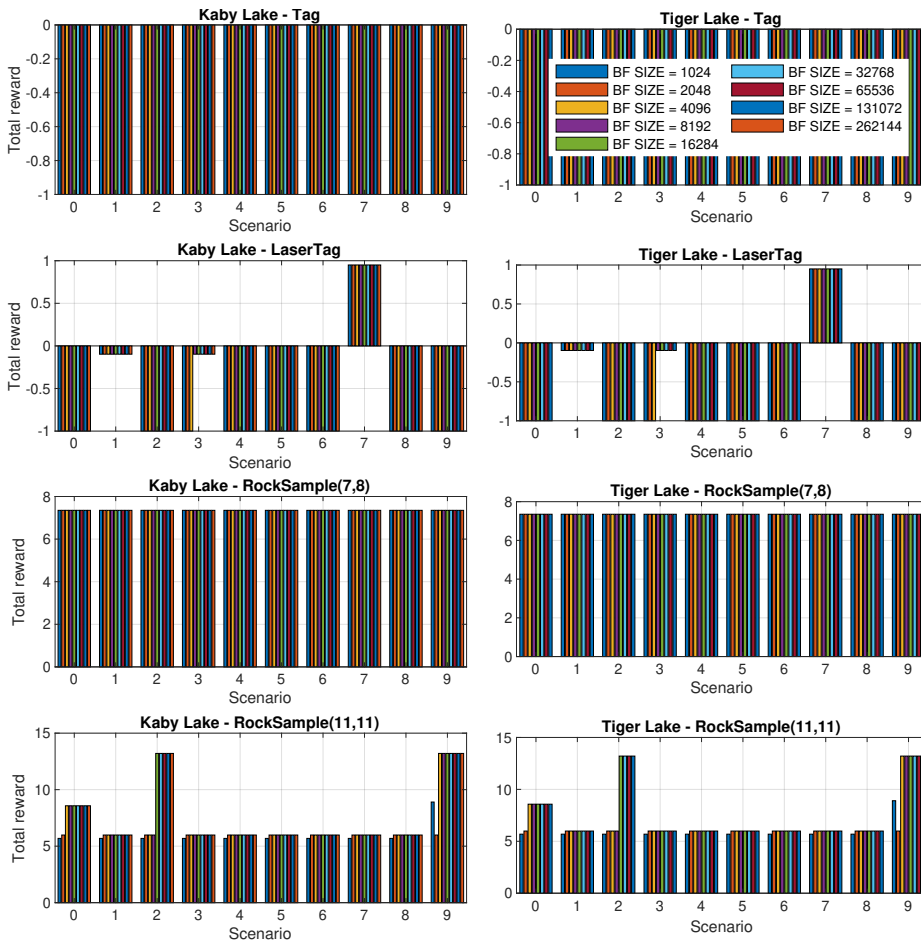 Kaby Lake - Tag
Total reward
0
-0.2
-0.4
-0.6
-0.8
-1
0 1 2 3 4 5 6 7 8 9
Scenario
Tiger Lake - Tag
0
-0.2
-0.4
-0.6
-0.8
-1
BF SIZE = 1024
BF SIZE = 2048
BF SIZE = 4096
BF SIZE = 8192
BF SIZE = 16284
BF SIZE = 32768
BF SIZE = 65536
BF SIZE = 131072
BF SIZE = 262144
0 1 2 3 4 5 6 7 8 9
Scenario
Kaby Lake - LaserTag
Total reward
1
0.5
0
-0.5
-1
0 1 2 3 4 5 6 7 8 9
Scenario
Tiger Lake - LaserTag
1
0.5
0
-0.5
-1
0 1 2 3 4 5 6 7 8 9
Scenario
Kaby Lake - RockSample(7,8)
Total reward
8
6
4
2
0
0 1 2 3 4 5 6 7 8 9
Scenario
Tiger Lake - RockSample(7,8)
8
6
4
2
0
0 1 2 3 4 5 6 7 8 9
Scenario
Kaby Lake - RockSample(11,11)
Total reward
15
10
5
0
0 1 2 3 4 5 6 7 8 9
Scenario
Tiger Lake - RockSample(11,11)
15
10
5
0
0 1 2 3 4 5 6 7 8 9
Scenario